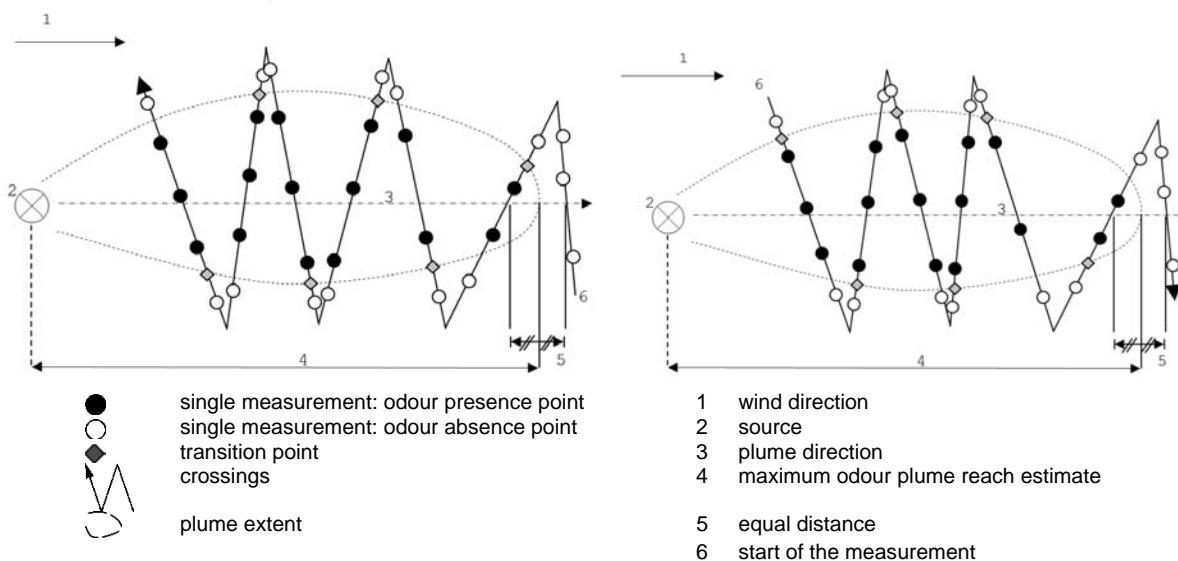 1
1
6
2
3
2
3
6
4
5
4
5
single measurement: odour presence point
single measurement: odour absence point
transition point
crossings
plume extent
1 wind direction
2 source
3 plume direction
4 maximum odour plume reach estimate
5 equal distance
6 start of the measurement